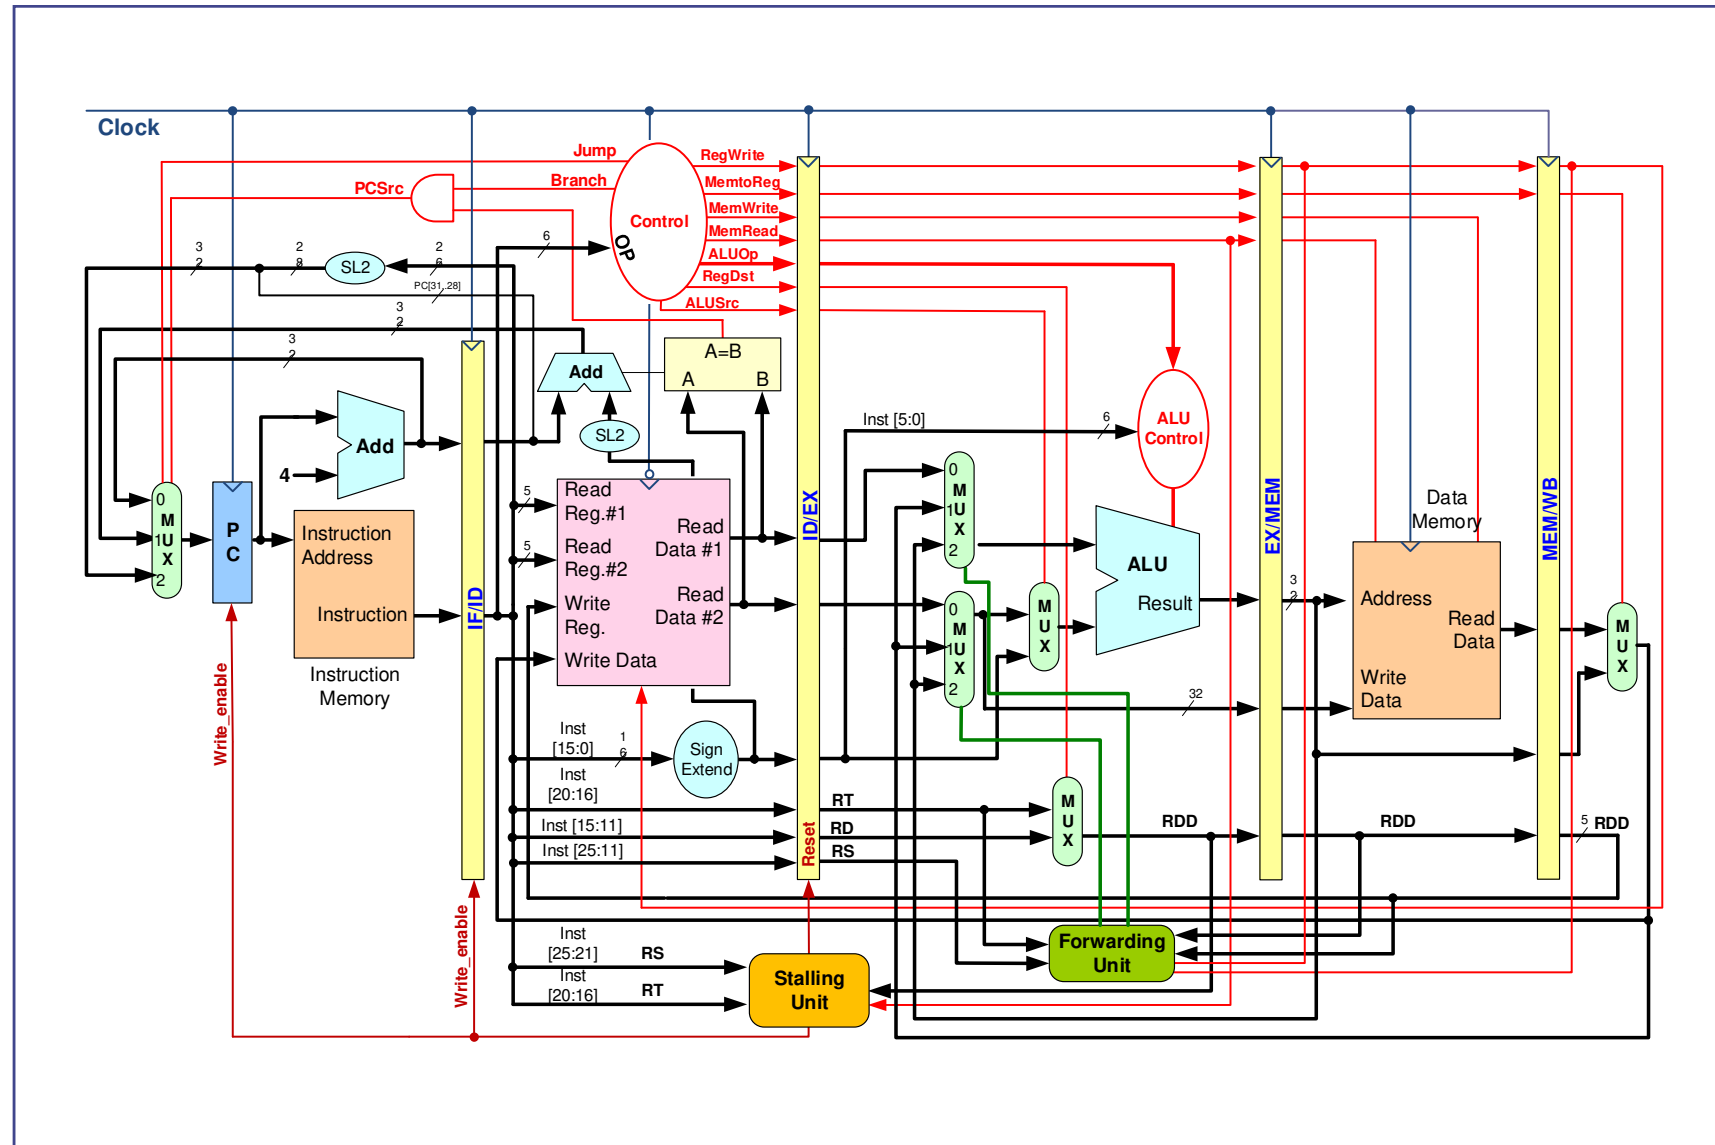 Clock
Jump
Branch
PCSrc
Control
OP
RegWrite
MemtoReg
MemWrite
MemRead
ALUOp
RegDst
ALUSrc
3
2
2
8
SL2
2
6
6
PC[31..28]
3
2
3
2
A=B
A B
Add
SL2
Add
4
0
M
1U
X
2
P
C
Instruction
Address
Instruction
Instruction
Memory
IF/ID
5
Read
Reg.#1
5
Read
Reg.#2
Write
Reg.
Write Data
Read
Data #1
Read
Data #2
ID/EX
Reset
Inst [5:0]
6
ALU
Control
0
M
1U
X
2
0
M
1U
X
2
M
U
X
ALU
Result
EX/MEM
3
2
Data
Memory
Address
Read
Data
Write
Data
MEM/WB
M
U
X
32
Inst
[15:0]
1
6
Sign
Extend
Inst
[20:16]
Inst [15:11]
Inst [25:11]
RT
RD
RS
M
U
X
RDD
RDD
5
RDD
Write_enable
Write_enable
Inst
[25:21]
RS
Inst
[20:16]
RT
Stalling
Unit
Forwarding
Unit